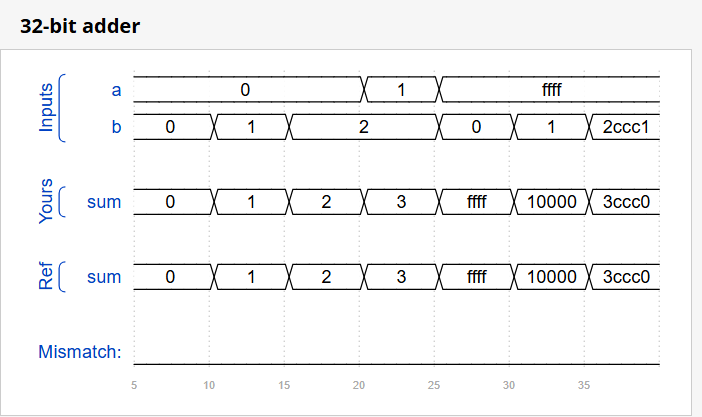 32-bit adder
Inputs
a 0 1 ffff
b 0 1 2 0 1 2ccc1
Yours
sum 0 1 2 3 ffff 10000 3ccc0
Ref
sum 0 1 2 3 ffff 10000 3ccc0
Mismatch:
5 10 15 20 25 30 35